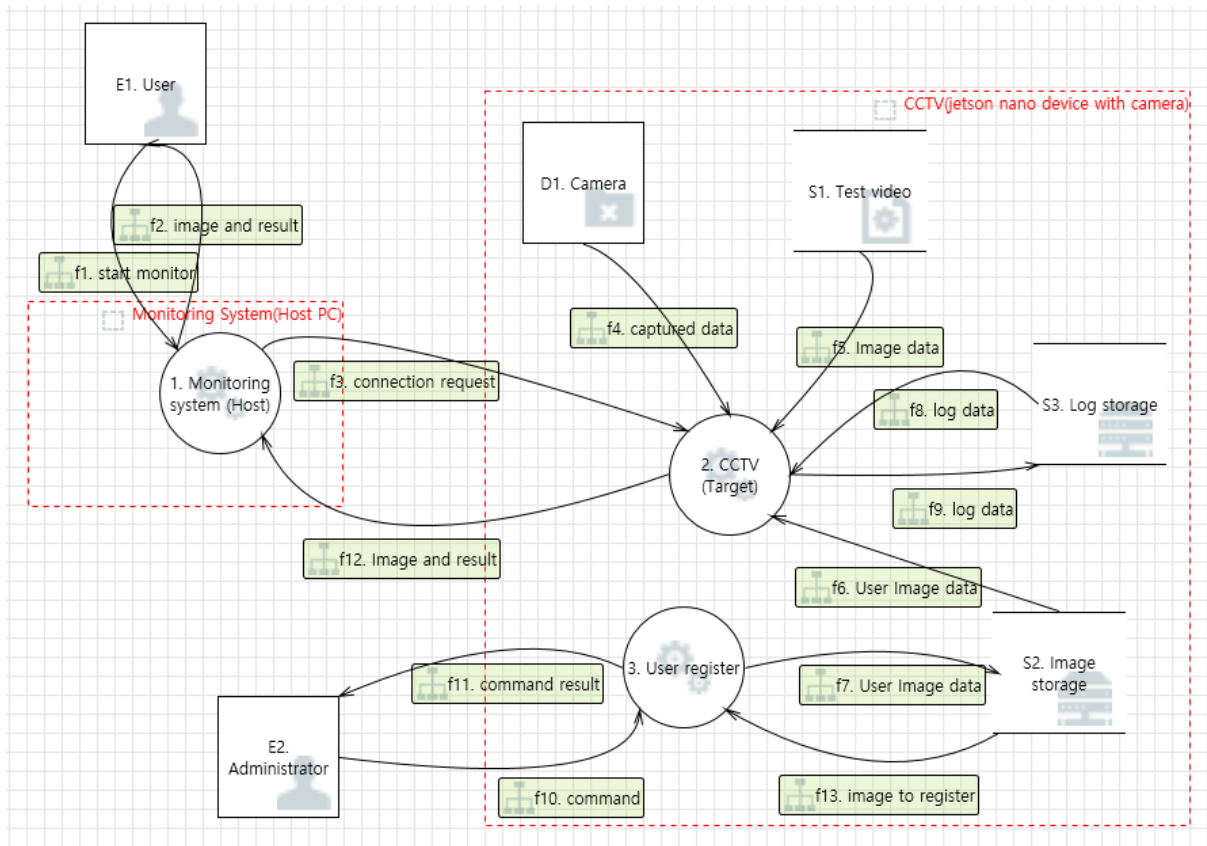 E1. User
CCTV(jetson nano device with camera)
D1. Camera
S1. Test video
f2. image and result
f1. start monitor
Monitoring System(Host PC)
f4. captured data
f5. Image data
1. Monitoring
system (Host)
f3. connection request
f8. log data
S3. Log storage
2. CCTV
(Target)
f9. log data
f12. Image and result
f6. User Image data
3. User register
f11. command result
f7. User Image data
S2. Image
storage
E2.
Administrator
f10. command
f13. image to register